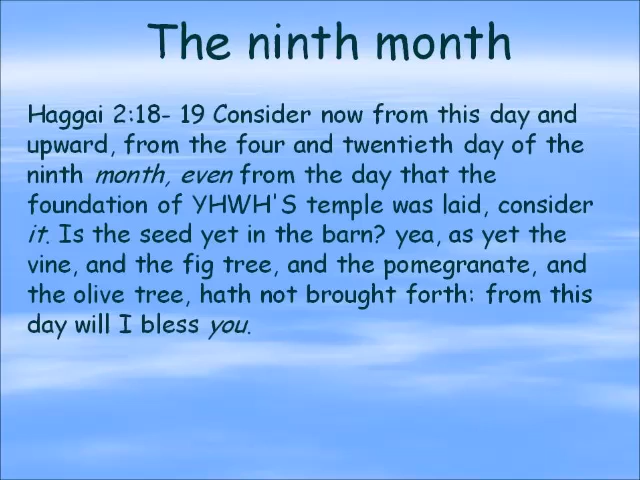 The ninth month
Haggai 2:18- 19 Consider now from this day and
upward, from the four and twentieth day of the
ninth month, even from the day that the
foundation of YHWH'S temple was laid, consider
it. Is the seed yet in the barn? yea, as yet the
vine, and the fig tree, and the pomegranate, and
the olive tree, hath not brought forth: from this
day will I bless you.